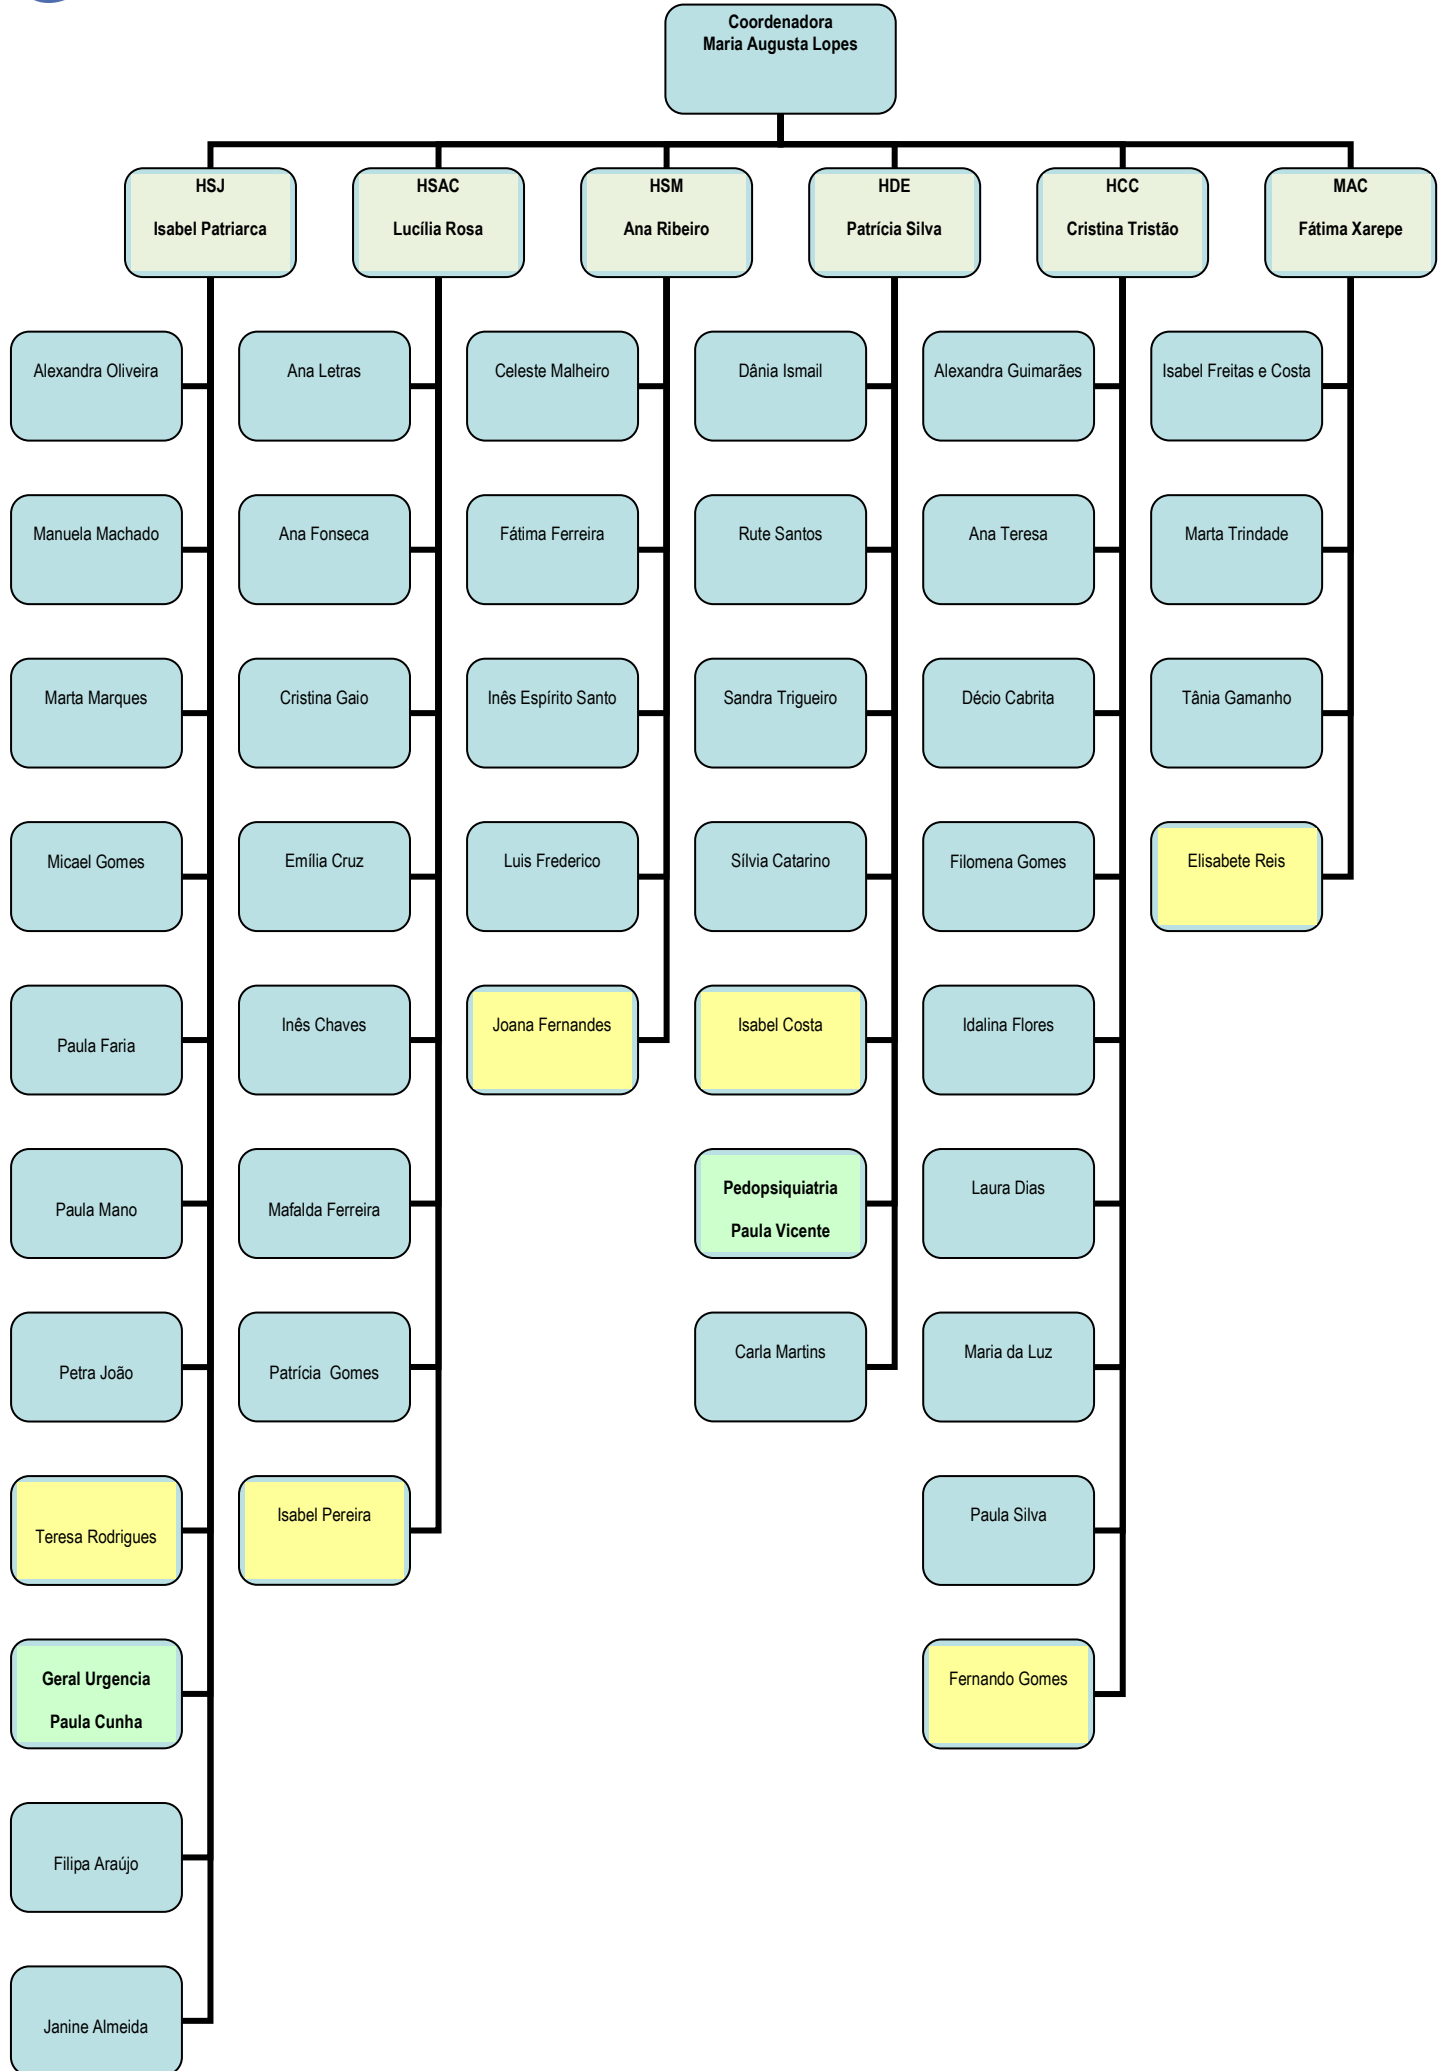 Coordenadora
Maria Augusta Lopes
HSJ
Isabel Patriarca
HSAC
Lucília Rosa
HSM
Ana Ribeiro
HDE
Patrícia Silva
HCC
Cristina Tristão
MAC
Fátima Xarepe
Alexandra Oliveira
Manuela Machado
Marta Marques
Micael Gomes
Paula Faria
Paula Mano
Petra João
Teresa Rodrigues
Geral Urgencia
Paula Cunha
Filipa Araújo
Janine Almeida
Ana Letras
Ana Fonseca
Cristina Gaio
Emília Cruz
Inês Chaves
Mafalda Ferreira
Patrícia  Gomes
Isabel Pereira
Celeste Malheiro
Fátima Ferreira
Inês Espírito Santo
Luis Frederico
Joana Fernandes
Dânia Ismail
Rute Santos
Sandra Trigueiro
Sílvia Catarino
Isabel Costa
Pedopsiquiatria
Paula Vicente
Carla Martins
Alexandra Guimarães
Ana Teresa
Décio Cabrita
Filomena Gomes
Idalina Flores
Laura Dias
Maria da Luz
Paula Silva
Fernando Gomes
Isabel Freitas e Costa
Marta Trindade
Tânia Gamanho
Elisabete Reis